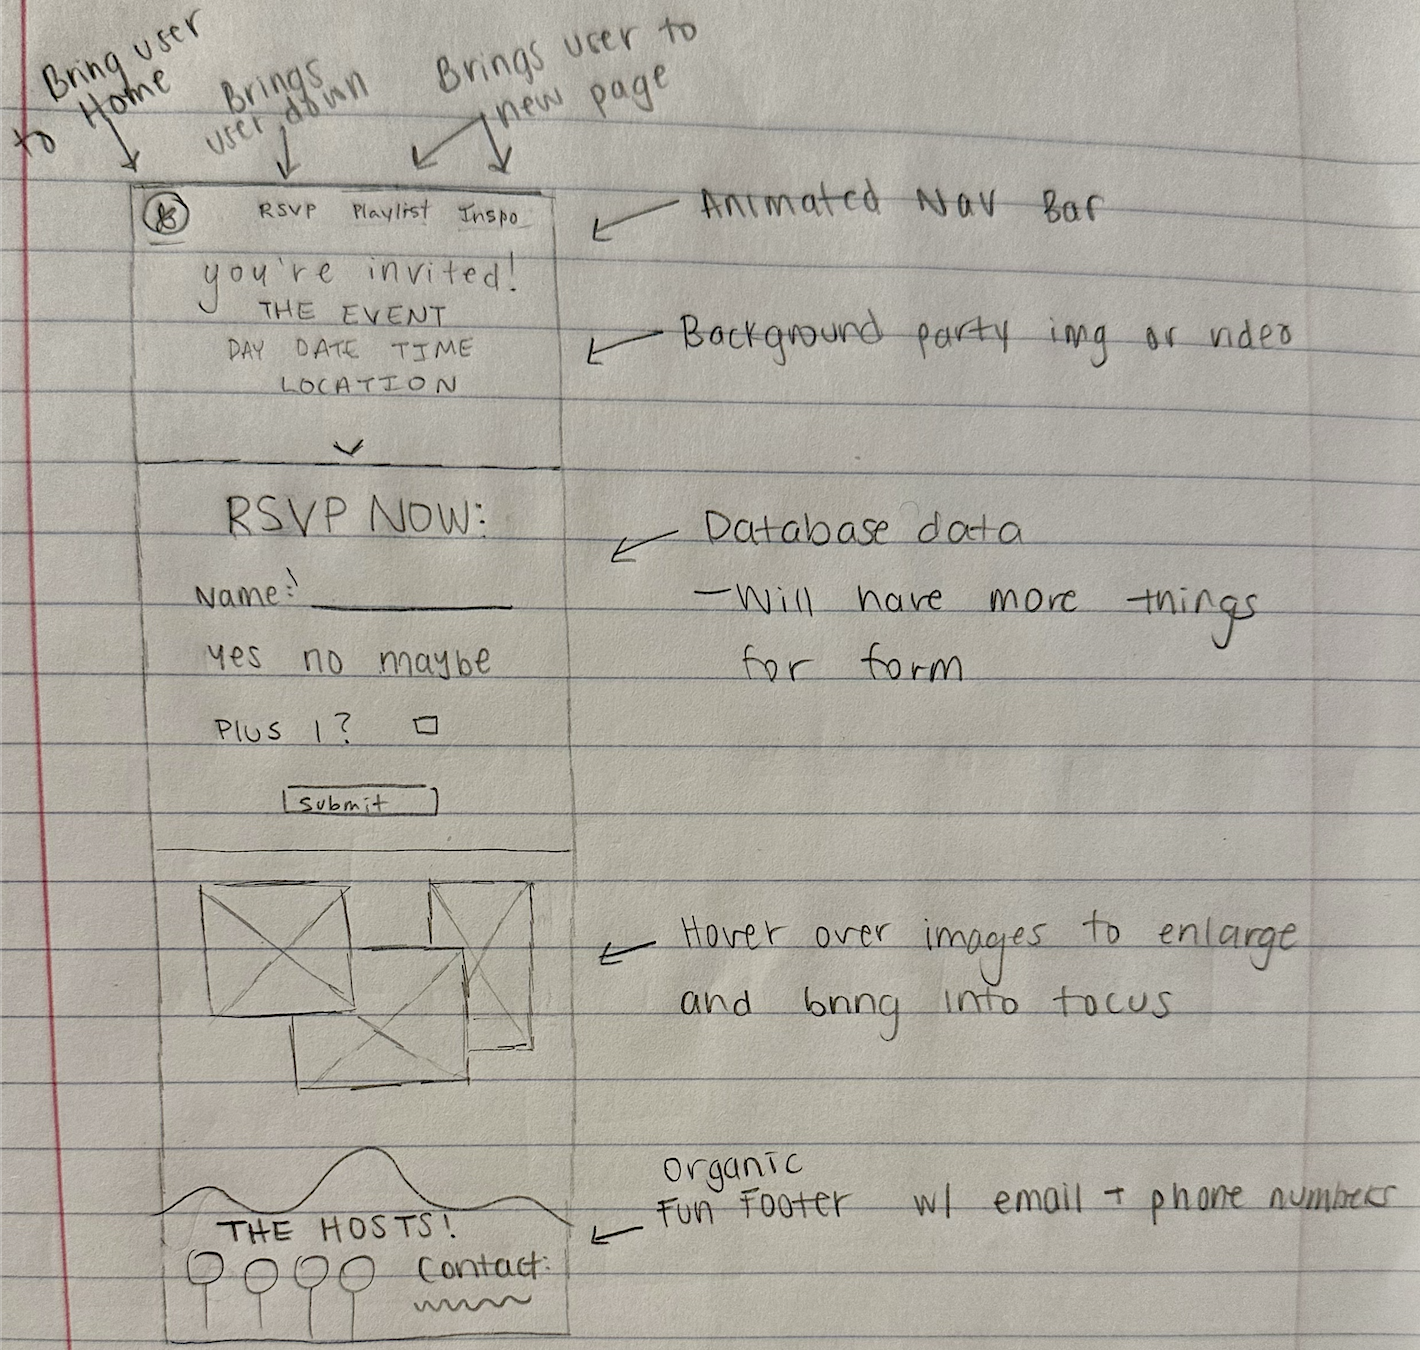 Bring user
to Home
Brings
user down
Brings user to
new page
RSVP Playlist Inspo
Animated Nav Bar
you're invited!
THE EVENT
DAY DATE TIME
LOCATION
Background party img or video
RSVP NOW:
Database data
Name:
- Will have more things
for form
yes no maybe
Plus 1?
Submit
Hover over images to enlarge
and bring into focus
Organic
Fun Footer w/ email + phone numbers
THE HOSTS!
Contact: